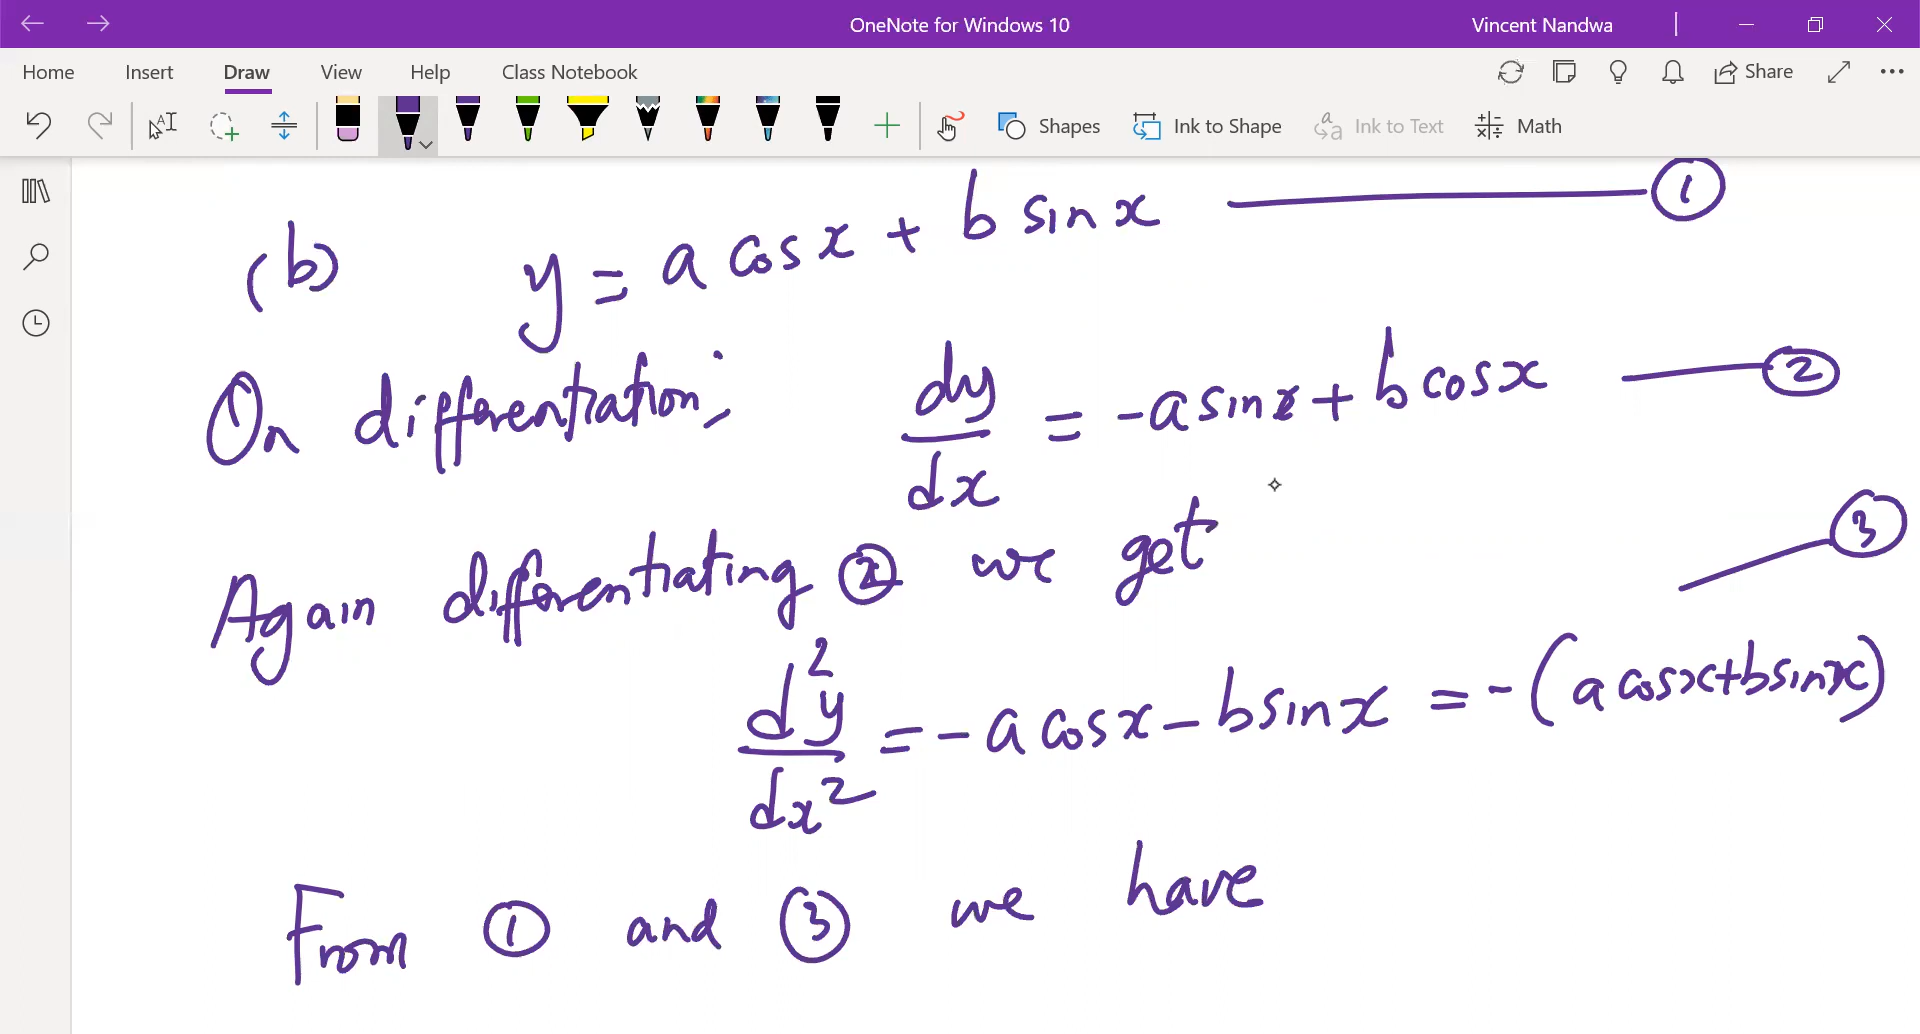 OneNote for Windows 10 Vincent Nandwa
Home Insert Draw View Help Class Notebook Share
Shapes Ink to Shape Ink to Text Math
(b) y = a cos x + b sin x ——— ①
On differentiation; dy/dx = -a sin x + b cos x ——— ②
Again differentiating ② we get ——— ③
d²y/dx² = - a cos x - b sin x = - (a cos x + b sin x)
From ① and ③ we have